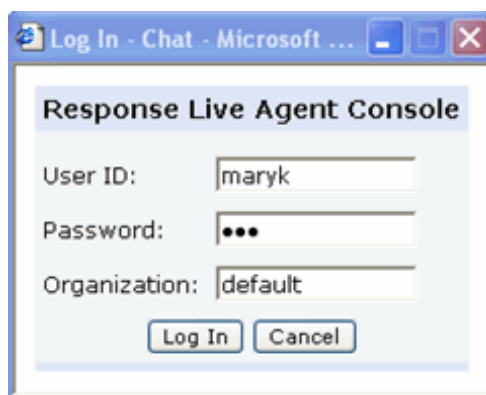 Log In - Chat - Microsoft ...
Response Live Agent Console
User ID: maryk
Password: •••
Organization: default
Log In Cancel